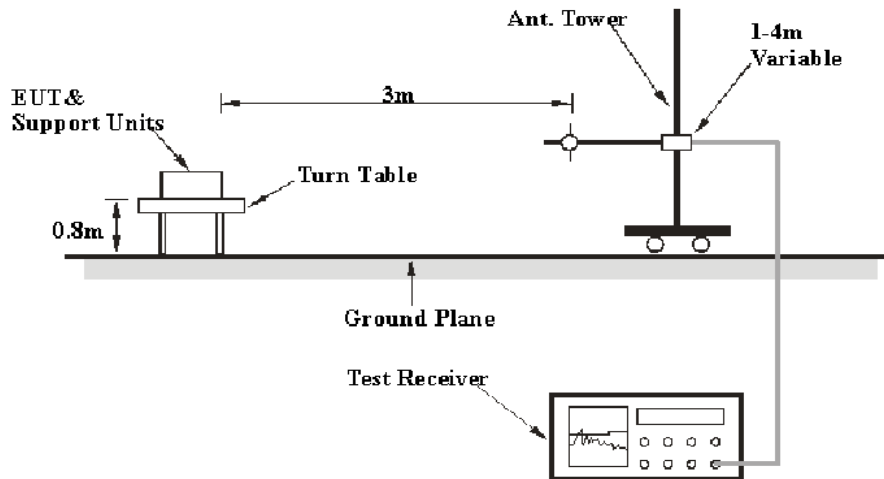 Ant. Tower
1-4m
Variable
3m
EUT&
Support Units
Turn Table
0.8m
Ground Plane
Test Receiver